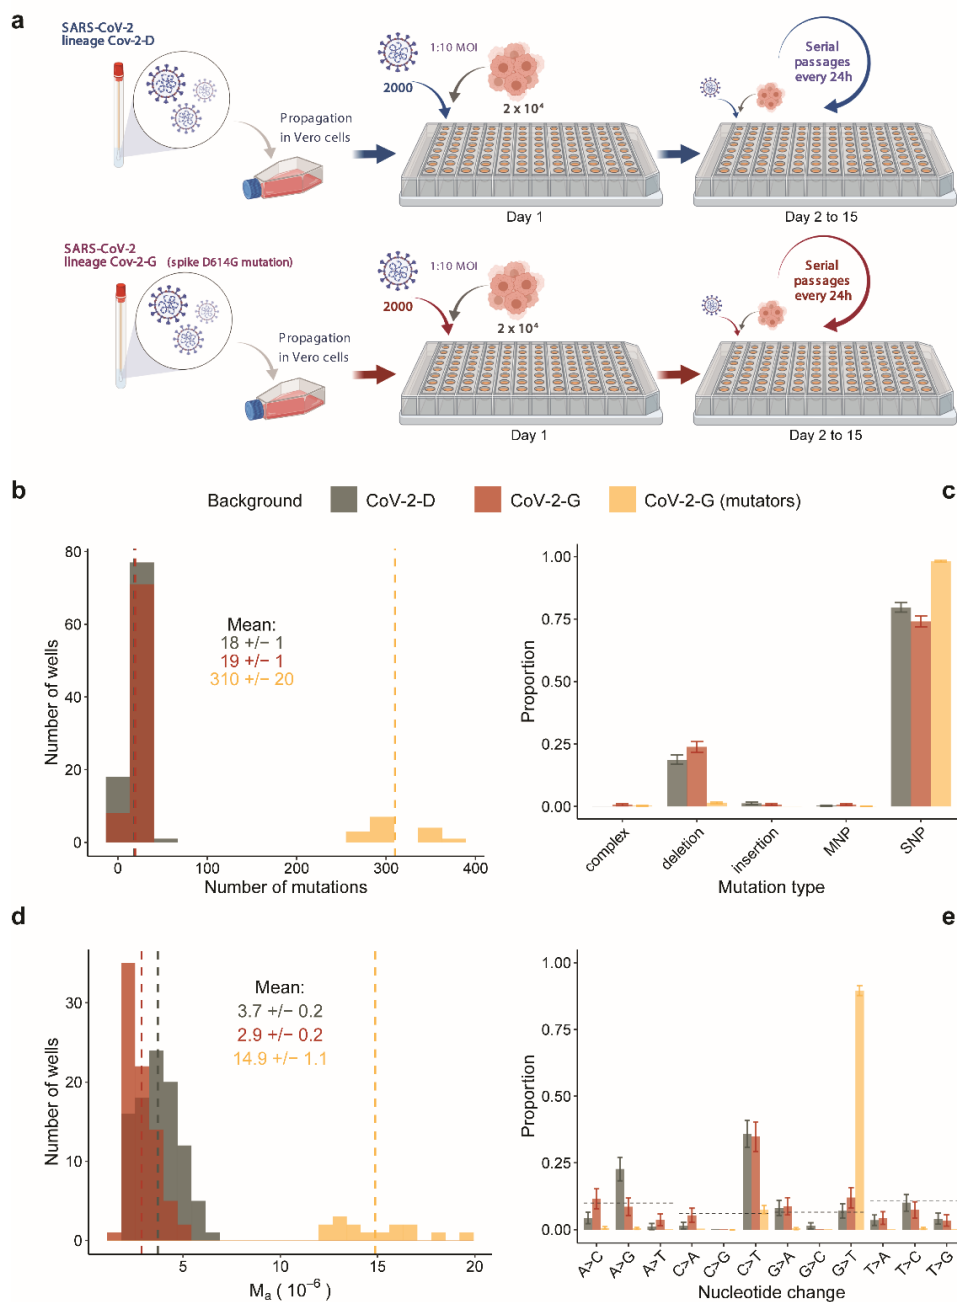 a
SARS-CoV-2
lineage Cov-2-D
Propagation
in Vero cells
1:10 MOI
2000
2 x 10⁴
Day 1
Serial
passages
every 24h
Day 2 to 15
SARS-CoV-2
lineage Cov-2-G (spike D614G mutation)
Propagation
in Vero cells
1:10 MOI
2000
2 x 10⁴
Day 1
Serial
passages
every 24h
Day 2 to 15
b
Background CoV-2-D CoV-2-G CoV-2-G (mutators)
c
Number of wells
80
60
40
20
0
Mean:
18 +/− 1
19 +/− 1
310 +/− 20
0 100 200 300 400
Number of mutations
Proportion
1.00
0.75
0.50
0.25
0.00
complex deletion insertion MNP SNP
Mutation type
d
Number of wells
30
20
10
0
Mean:
3.7 +/− 0.2
2.9 +/− 0.2
14.9 +/− 1.1
5 10 15 20
Mₐ ( 10⁻⁶)
e
Proportion
1.00
0.75
0.50
0.25
0.00
A>C A>G A>T C>A C>G C>T G>A G>C G>T T>A T>C T>G
Nucleotide change